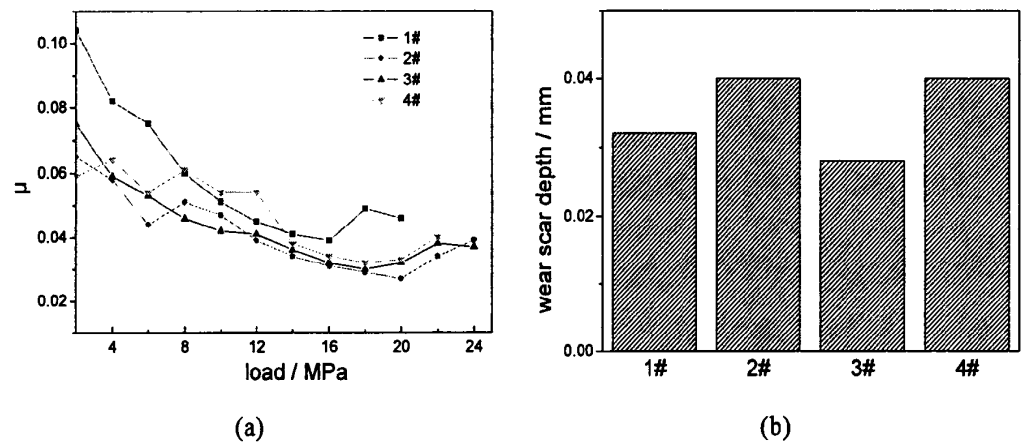 0.10
0.08
0.06
0.04
0.02
μ
4 8 12 16 20 24
load / MPa
1#
2#
3#
4#
(a)
0.04
0.02
0.00
wear scar depth / mm
1# 2# 3# 4#
(b)